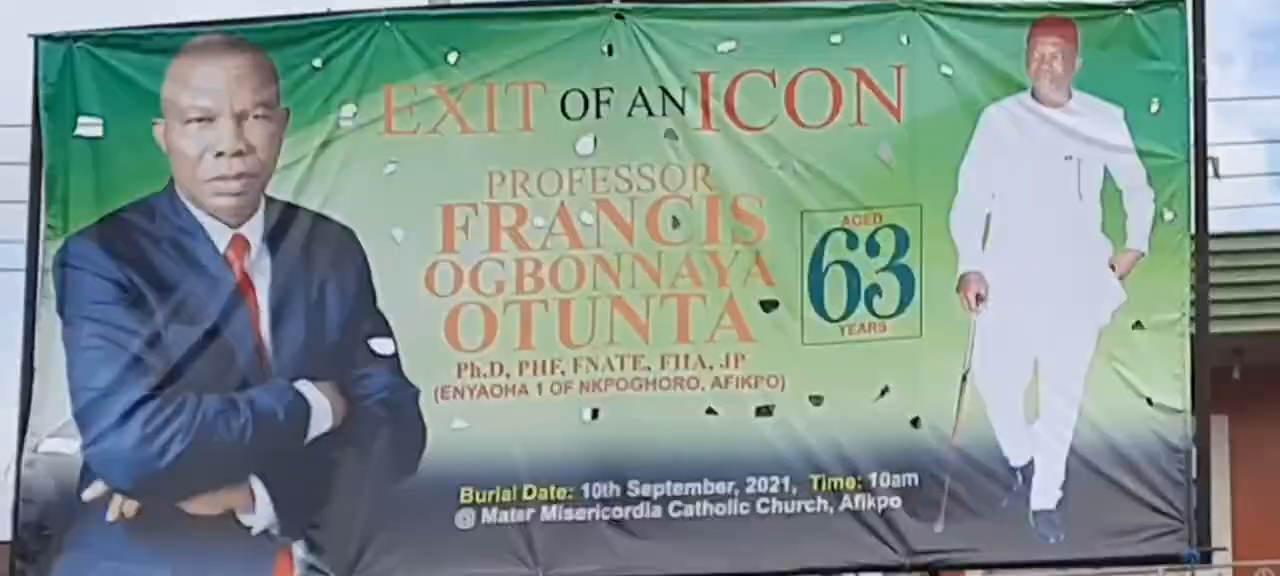 EXIT OF AN ICON
PROFESSOR
FRANCIS
OGBONNAYA
OTUNTA
Ph.D, PHF, FNATE, FIIA, JP
(ENYAOHA 1 OF NKPOGHORO, AFIKPO)
AGED
63
YEARS
Burial Date: 10th September, 2021, Time: 10am
@ Mater Misericordia Catholic Church, Afikpo